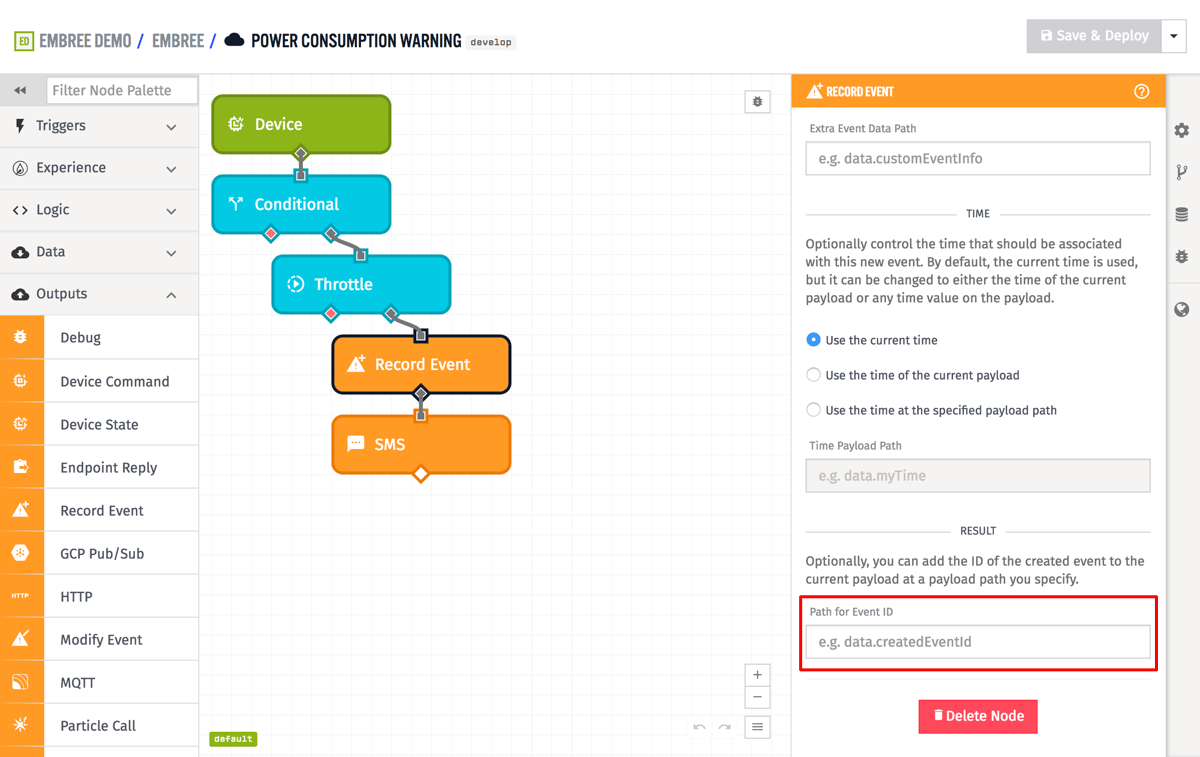 ED EMBREE DEMO / EMBREE / POWER CONSUMPTION WARNING develop
Save & Deploy
Filter Node Palette
Triggers
Experience
Logic
Data
Outputs
Debug
Device Command
Device State
Endpoint Reply
Record Event
GCP Pub/Sub
HTTP HTTP
Modify Event
MQTT
Particle Call
Device
Conditional
Throttle
Record Event
SMS
default
RECORD EVENT
Extra Event Data Path
e.g. data.customEventInfo
TIME
Optionally control the time that should be associated
with this new event. By default, the current time is used,
but it can be changed to either the time of the current
payload or any time value on the payload.
Use the current time
Use the time of the current payload
Use the time at the specified payload path
Time Payload Path
e.g. data.myTime
RESULT
Optionally, you can add the ID of the created event to the
current payload at a payload path you specify.
Path for Event ID
e.g. data.createdEventId
Delete Node